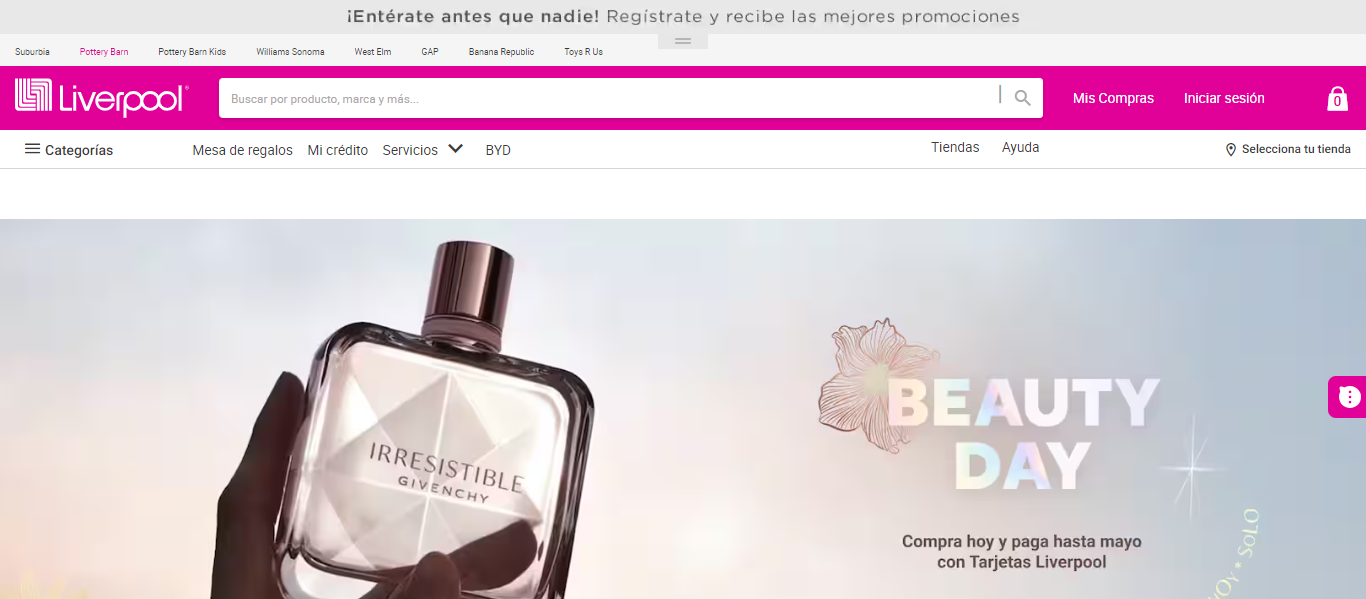 ¡Entérate antes que nadie! Regístrate y recibe las mejores promociones
Suburbia Pottery Barn Pottery Barn Kids Williams Sonoma West Elm GAP Banana Republic Toys R Us
Liverpool®
Buscar por producto, marca y más...
Mis Compras Iniciar sesión 0
Categorías Mesa de regalos Mi crédito Servicios BYD Tiendas Ayuda Selecciona tu tienda
IRRESISTIBLE
GIVENCHY
BEAUTY
DAY
Compra hoy y paga hasta mayo
con Tarjetas Liverpool
HOY * SOLO